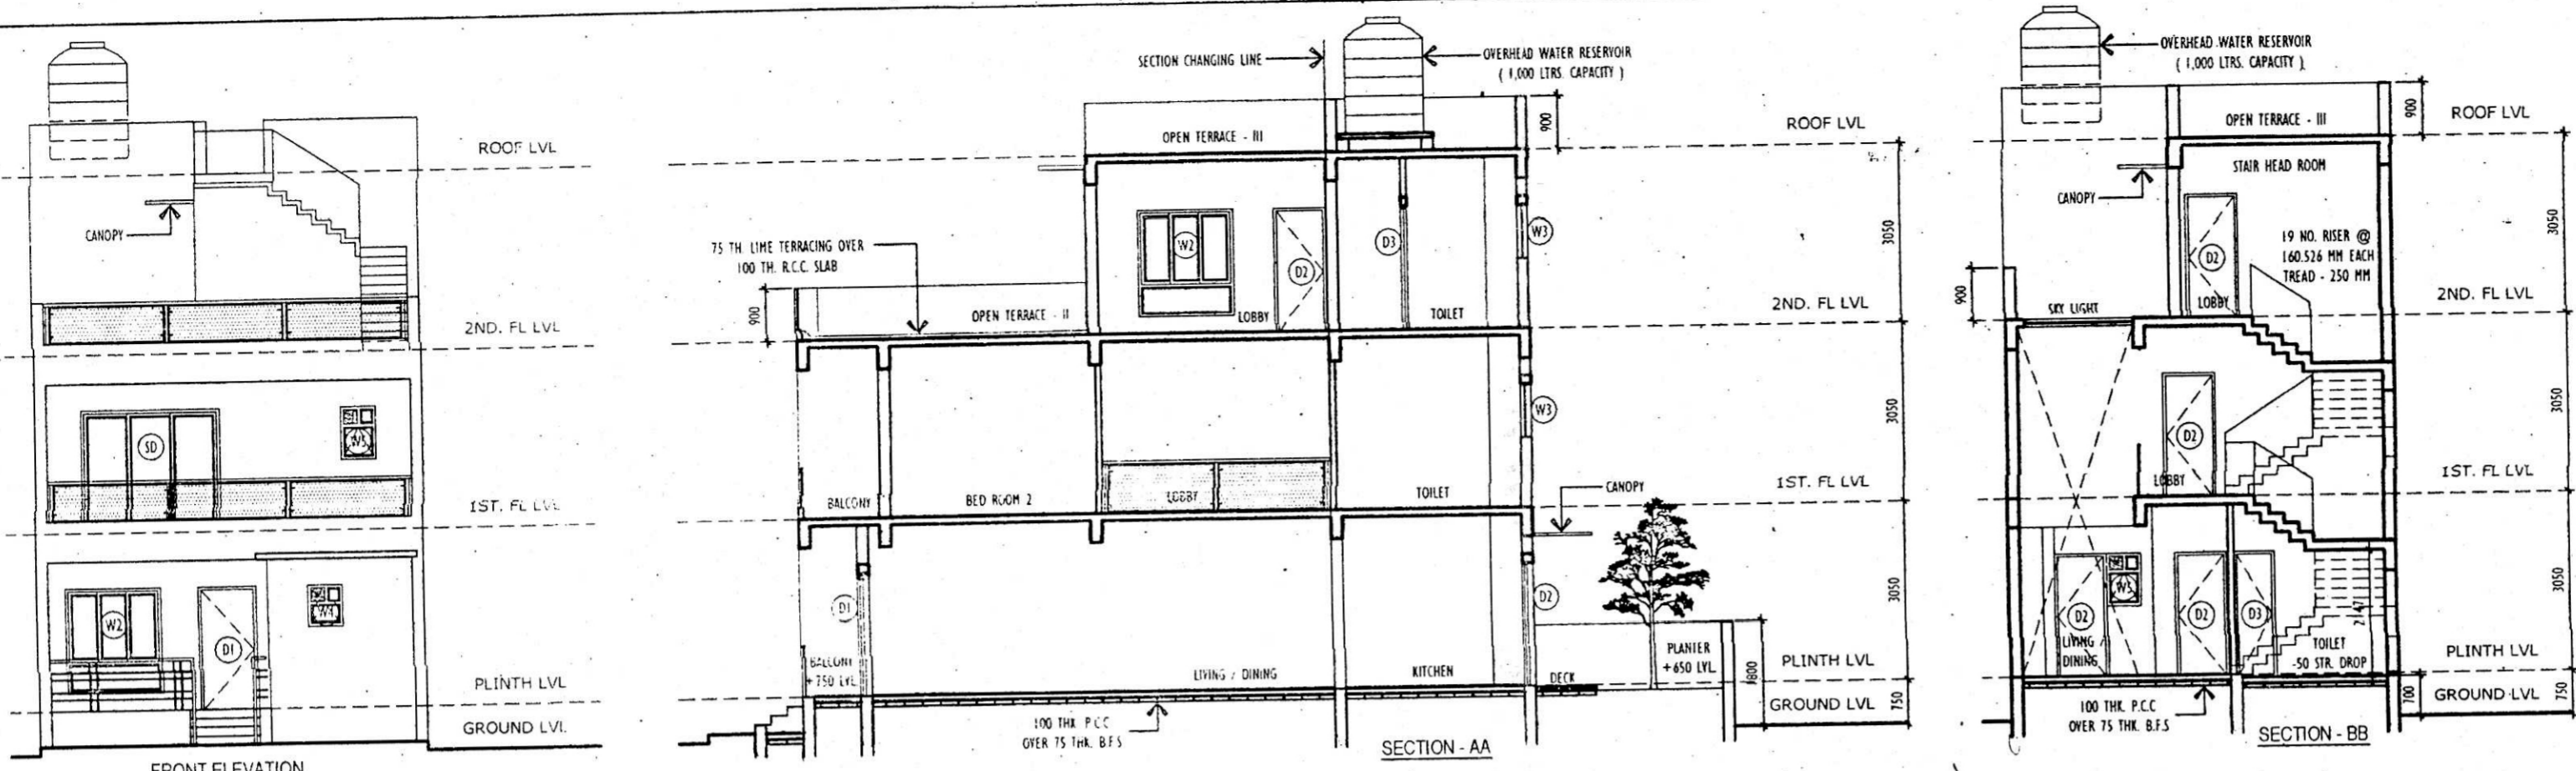 ROOF LVL
CANOPY
2ND. FL LVL
SD
W5
1ST. FL LVL
W2
D1
W4
PLINTH LVL
GROUND LVL
FRONT ELEVATION
SECTION CHANGING LINE
OVERHEAD WATER RESERVOIR
( 1,000 LTRS. CAPACITY )
900
ROOF LVL
OPEN TERRACE - III
W2
D2
D3
W3
3050
75 TH. LIME TERRACING OVER
100 TH. R.C.C. SLAB
900
OPEN TERRACE - II
LOBBY
TOILET
2ND. FL LVL
W3
3050
BALCONY
BED ROOM 2
LOBBY
TOILET
CANOPY
1ST. FL LVL
D1
D2
3050
BALCONY
+ 750 LVL
LIVING / DINING
KITCHEN
DECK
PLANTER
+650 LVL
1800
PLINTH LVL
GROUND LVL
750
100 THK P.C.C
OVER 75 THK. B.F.S
SECTION - AA
OVERHEAD WATER RESERVOIR
( 1,000 LTRS. CAPACITY )
900
ROOF LVL
OPEN TERRACE - III
STAIR HEAD ROOM
CANOPY
D2
19 NO. RISER @
160.526 MM EACH
TREAD - 250 MM
3050
900
SKY LIGHT
LOBBY
2ND. FL LVL
D2
3050
LOBBY
1ST. FL LVL
D2
W5
D2
D3
3050
LIVING /
DINING
TOILET
-50 STR. DROP
PLINTH LVL
700
GROUND LVL
750
100 THK. P.C.C
OVER 75 THK. B.F.S
SECTION - BB